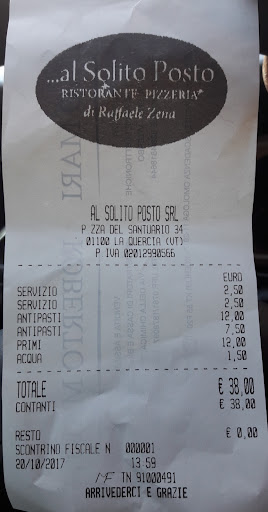 ...al Solito Posto
RISTORANTE PIZZERIA
di Raffaele Zena
AL SOLITO POSTO SRL
P.ZZA DEL SANTUARIO 34
01100 LA QUERCIA (VT)
P.IVA 02012990566
EURO
SERVIZIO 2,50
SERVIZIO 2,50
ANTIPASTI 12,00
ANTIPASTI 7,50
PRIMI 12,00
ACQUA 1,50
TOTALE € 38,00
CONTANTI € 38,00
RESTO € 0,00
SCONTRINO FISCALE N 000001
20/10/2017 13-59
MF TN 91000491
ARRIVEDERCI E GRAZIE